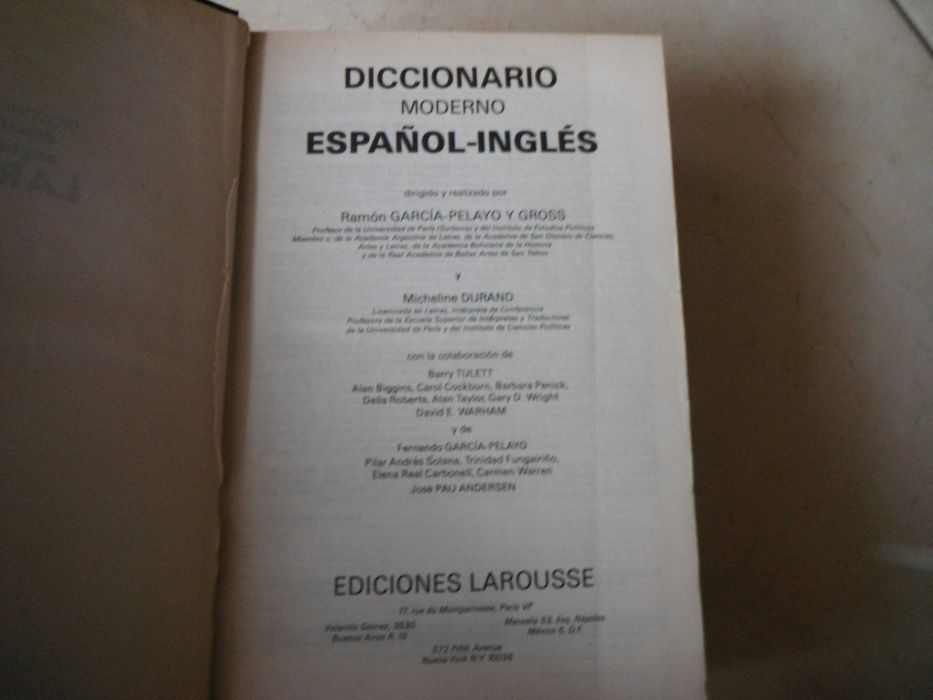 DICCIONARIO
MODERNO
ESPAÑOL-INGLÉS
dirigido y realizado por
Ramón GARCÍA-PELAYO Y GROSS
Profesor de la Universidad de París (Sorbona) y del Instituto de Estudios Políticos
Miembro c. de la Academia Argentina de Letras, de la Academia de San Dionisio de Ciencias,
Artes y Letras, de la Academia Boliviana de la Historia
y de la Real Academia de Bellas Artes de San Telmo
y
Micheline DURAND
Licenciada en Letras, Intérprete de Conferencia
Profesora de la Escuela Superior de Intérpretes y Traductores
de la Universidad de París y del Instituto de Ciencias Políticas
con la colaboración de
Barry TULETT
Alan Biggins, Carol Cockburn, Barbara Penick,
Della Roberts, Alan Taylor, Gary D. Wright
David E. WARHAM
y de
Fernando GARCÍA-PELAYO
Pilar Andrés Solana, Trinidad Fungairiño,
Elena Real Carbonell, Carmen Warren
José PAU ANDERSEN
EDICIONES LAROUSSE
17, rue du Montparnasse, París VIº
Valentín Gómez, 3530
Buenos Aires R. 13
Marsella 53, Esq. Nápoles
México 6, D.F.
572 Fifth Avenue
Nueva York N.Y. 10036